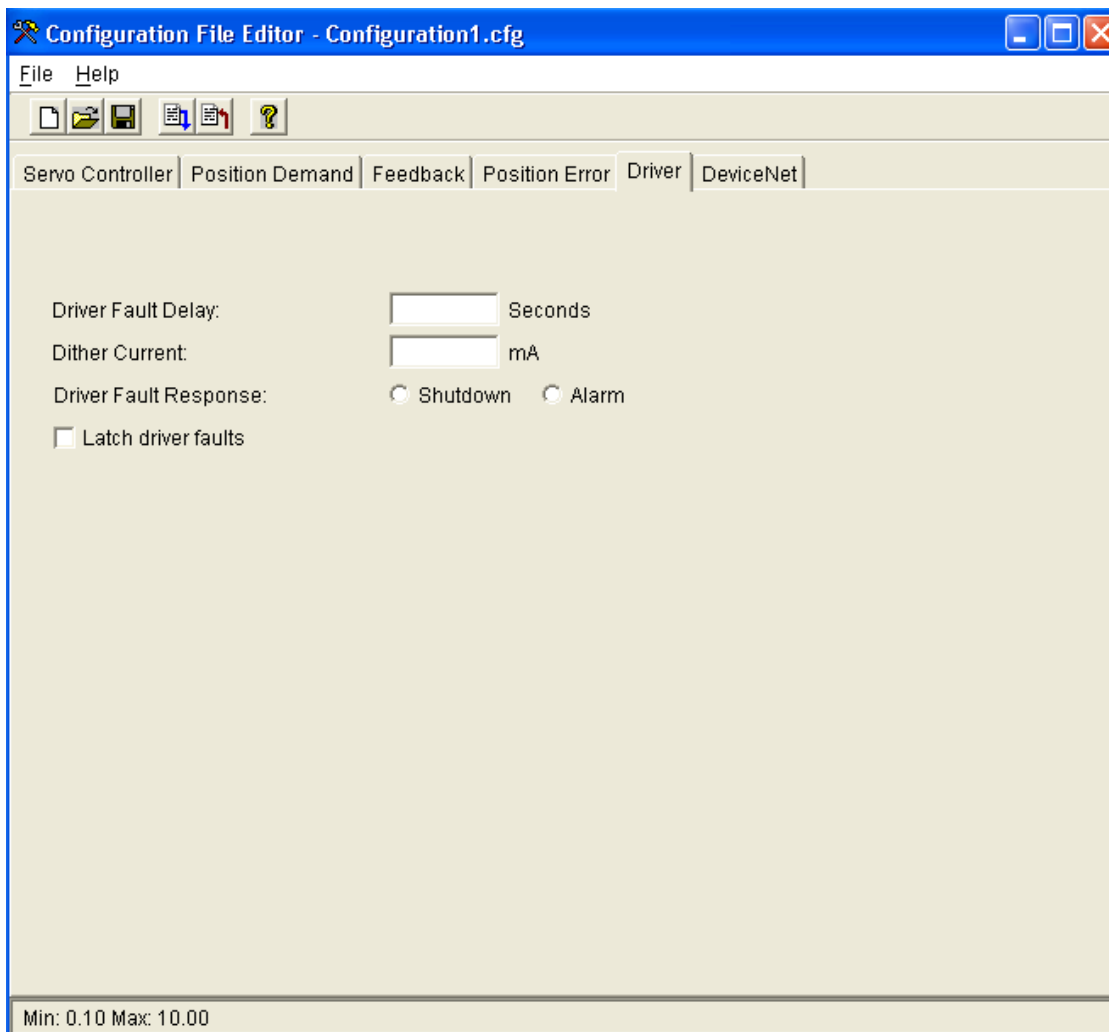 Configuration File Editor - Configuration1.cfg
File Help
Servo Controller Position Demand Feedback Position Error Driver DeviceNet
Driver Fault Delay: Seconds
Dither Current: mA
Driver Fault Response: Shutdown Alarm
Latch driver faults
Min: 0.10 Max: 10.00